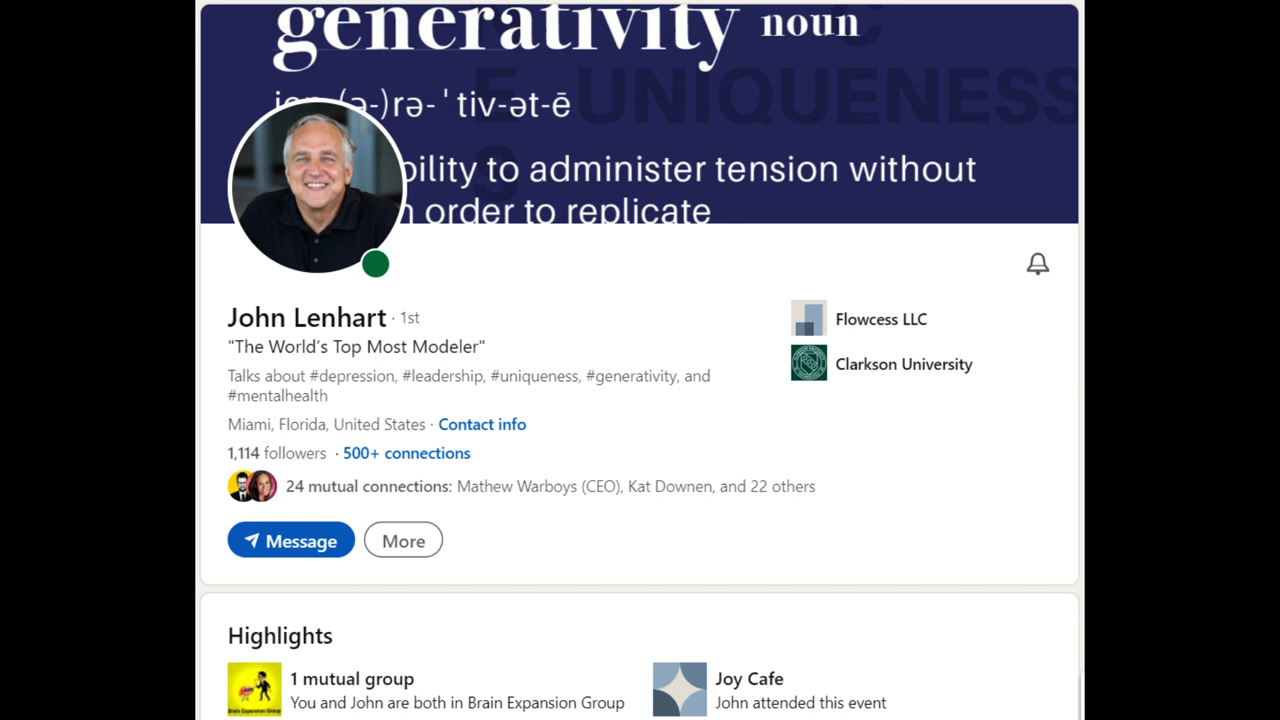 generativity noun
UNIQUENESS
(ə-)rə-ˈtiv-ət-ē
bility to administer tension without
n order to replicate
John Lenhart · 1st
"The World's Top Most Modeler"
Flowcess LLC
Clarkson University
Talks about #depression, #leadership, #uniqueness, #generativity, and
#mentalhealth
Miami, Florida, United States · Contact info
1,114 followers · 500+ connections
24 mutual connections: Mathew Warboys (CEO), Kat Downen, and 22 others
Message
More
Highlights
1 mutual group
You and John are both in Brain Expansion Group
Brain Expansion Group
Joy Cafe
John attended this event